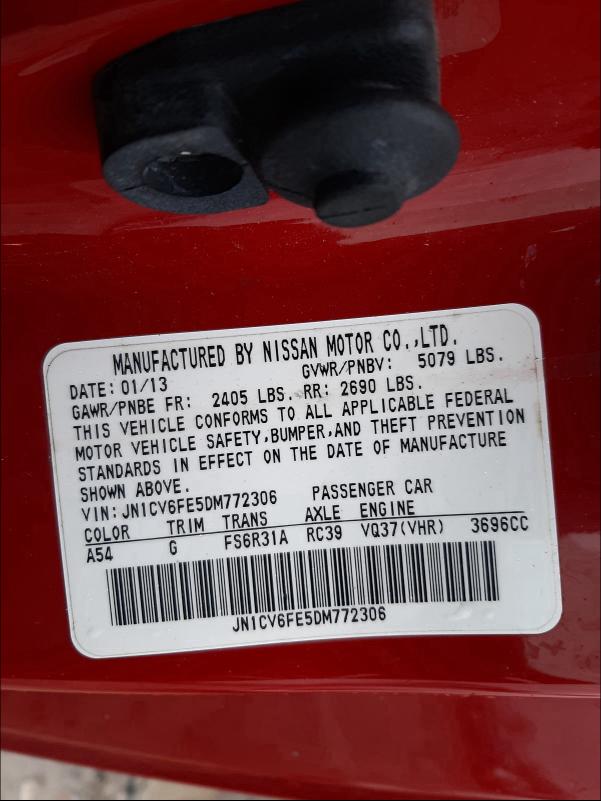 MANUFACTURED BY NISSAN MOTOR CO.,LTD.
DATE: 01/13 GVWR/PNBV: 5079 LBS.
GAWR/PNBE FR: 2405 LBS. RR: 2690 LBS.
THIS VEHICLE CONFORMS TO ALL APPLICABLE FEDERAL
MOTOR VEHICLE SAFETY,BUMPER,AND THEFT PREVENTION
STANDARDS IN EFFECT ON THE DATE OF MANUFACTURE
SHOWN ABOVE.
VIN:JN1CV6FE5DM772306 PASSENGER CAR
COLOR TRIM TRANS AXLE ENGINE
A54 G FS6R31A RC39 VQ37(VHR) 3696CC
JN1CV6FE5DM772306